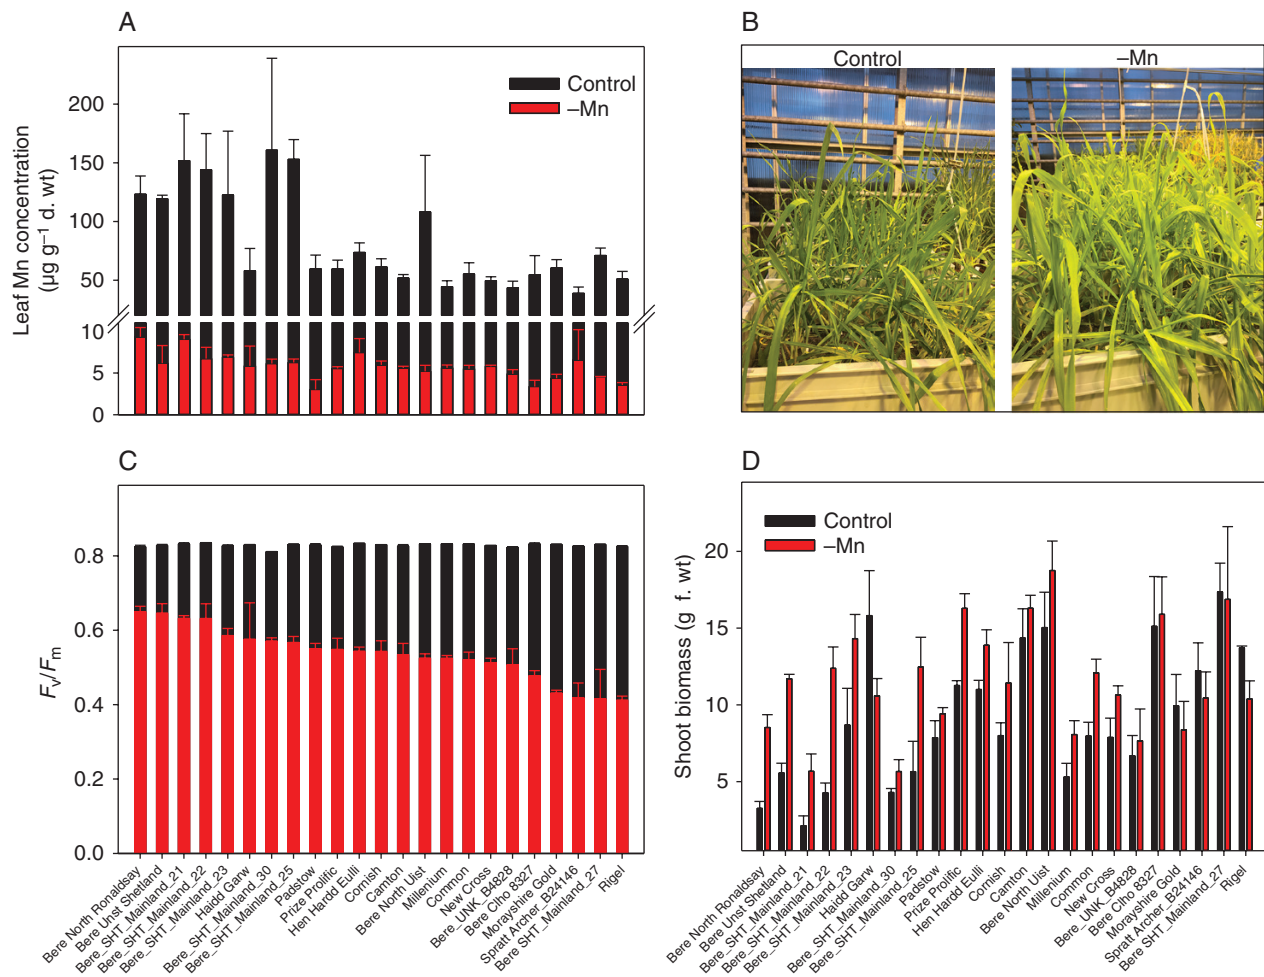 A
Leaf Mn concentration
(µg g⁻¹ d. wt)
200
150
100
50
10
5
0
Control
–Mn
B
Control
–Mn
C
Fv/Fm
0.8
0.6
0.4
0.2
0.0
Bere North Ronaldsay
Bere Unst Shetland
Bere_SHT_Mainland_21
Bere_SHT_Mainland_22
Bere_SHT_Mainland_23
Haidd Garw
Bere_SHT_Mainland_30
Bere_SHT_Mainland_25
Padstow
Prize Prolific
Hen Hardd Eulli
Cornish
Camton
Bere North Uist
Millenium
Common
New Cross
Bere_UNK_B4828
Bere Clho 8327
Morayshire Gold
Spratt Archer_B24146
Bere SHT_Mainland_27
Rigel
D
Shoot biomass (g f. wt)
20
15
10
5
Control
–Mn
Bere North Ronaldsay
Bere Unst Shetland
Bere_SHT_Mainland_21
Bere_SHT_Mainland_22
Bere_SHT_Mainland_23
Haidd Garw
Bere_SHT_Mainland_30
Bere_SHT_Mainland_25
Padstow
Prize Prolific
Hen Hardd Eulli
Cornish
Camton
Bere North Uist
Millenium
Common
New Cross
Bere_UNK_B4828
Bere Clho 8327
Morayshire Gold
Spratt Archer_B24146
Bere SHT_Mainland_27
Rigel